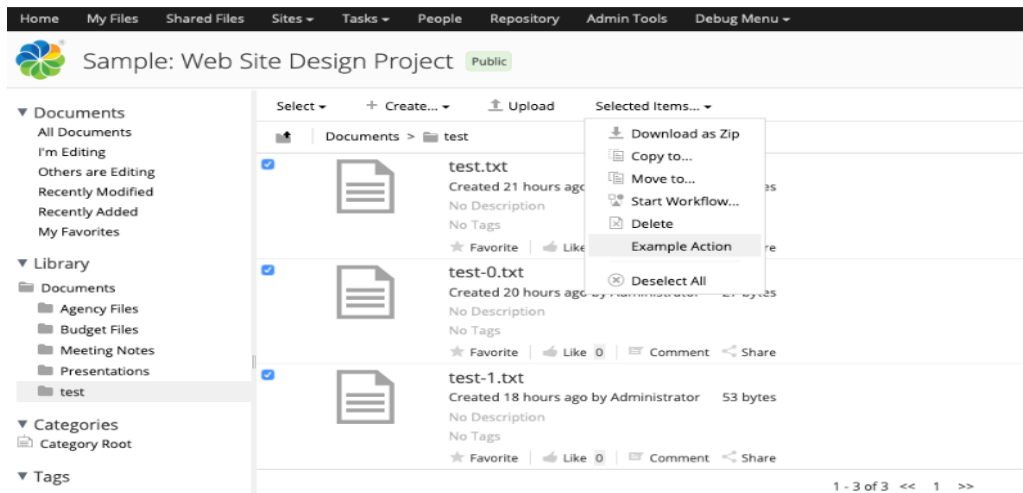 Home My Files Shared Files Sites Tasks People Repository Admin Tools Debug Menu
Sample: Web Site Design Project Public
Documents
All Documents
I'm Editing
Others are Editing
Recently Modified
Recently Added
My Favorites
Library
Documents
Agency Files
Budget Files
Meeting Notes
Presentations
test
Categories
Category Root
Tags
Select + Create... Upload Selected Items...
Documents > test
Download as Zip
Copy to...
Move to...
Start Workflow...
Delete
Example Action
Deselect All
test.txt
Created 21 hours ago
No Description
No Tags
Favorite Like
test-0.txt
Created 20 hours ago by Administrator 27 bytes
No Description
No Tags
Favorite Like 0 Comment Share
test-1.txt
Created 18 hours ago by Administrator 53 bytes
No Description
No Tags
Favorite Like 0 Comment Share
1 - 3 of 3 << 1 >>